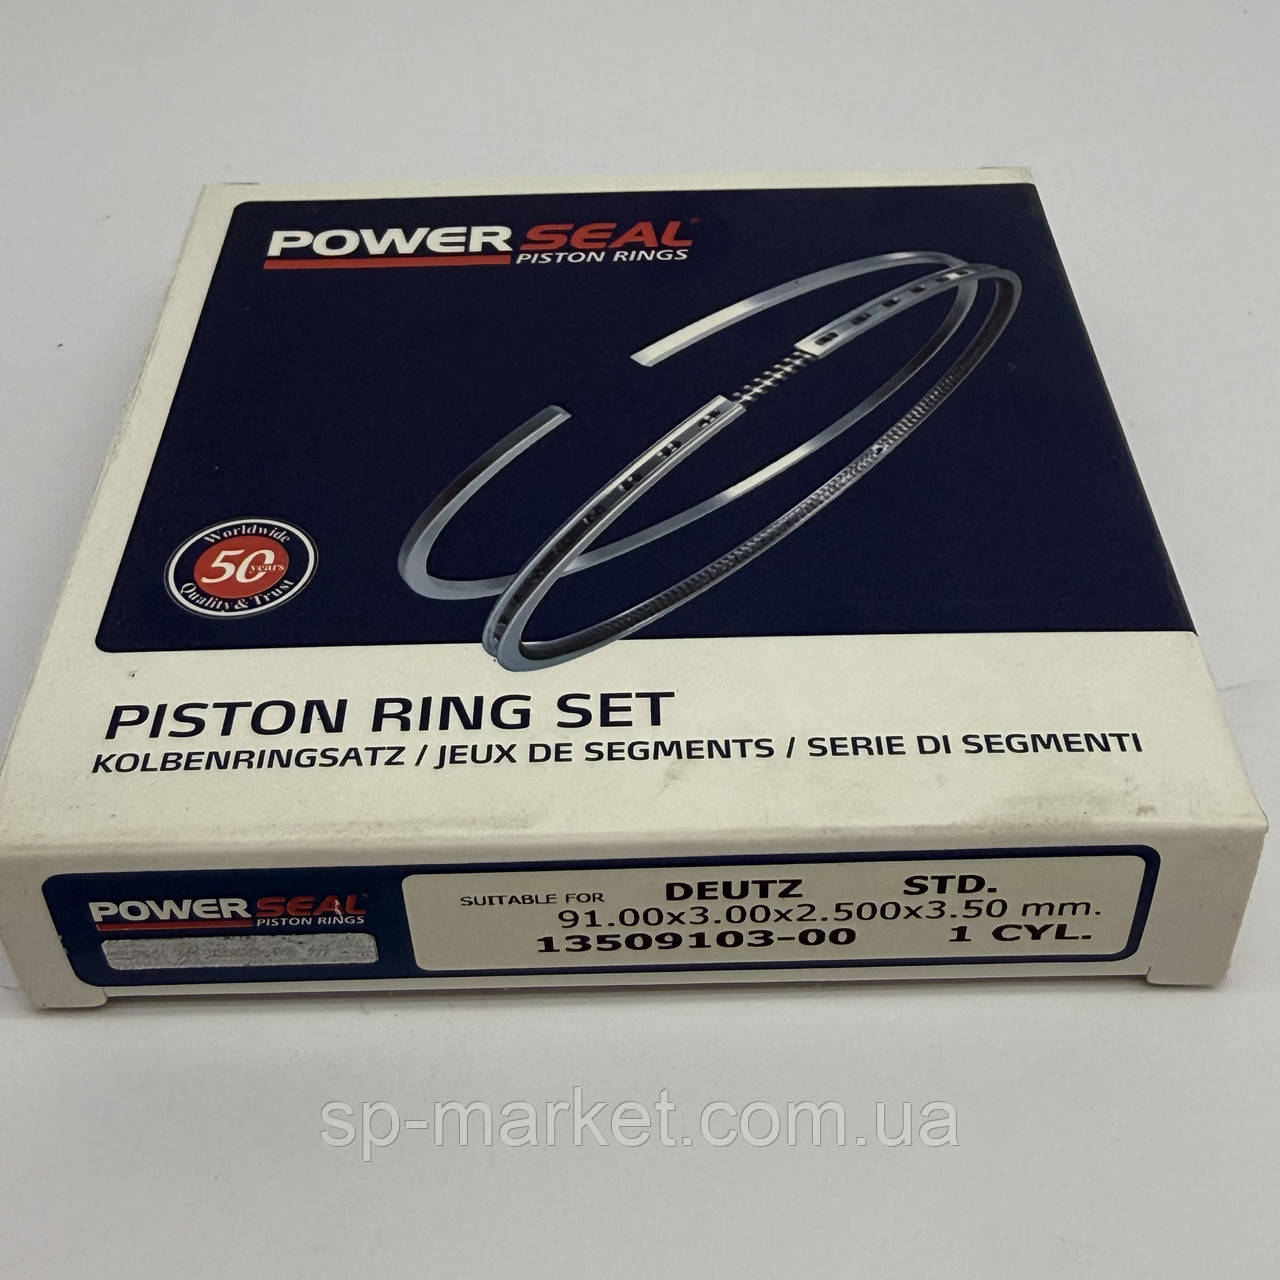 POWER SEAL®
PISTON RINGS
Worldwide
50 years
Quality & Trust
PISTON RING SET
KOLBENRINGSATZ / JEUX DE SEGMENTS / SERIE DI SEGMENTI
POWER SEAL
PISTON RINGS
SUITABLE FOR DEUTZ STD.
91.00x3.00x2.500x3.50 mm.
13509103-00 1 CYL.
sp-market.com.ua